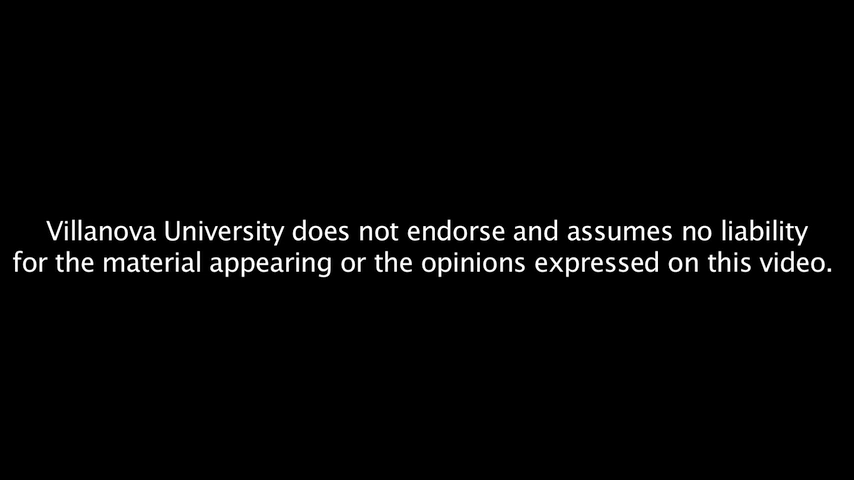 Villanova University does not endorse and assumes no liability
for the material appearing or the opinions expressed on this video.